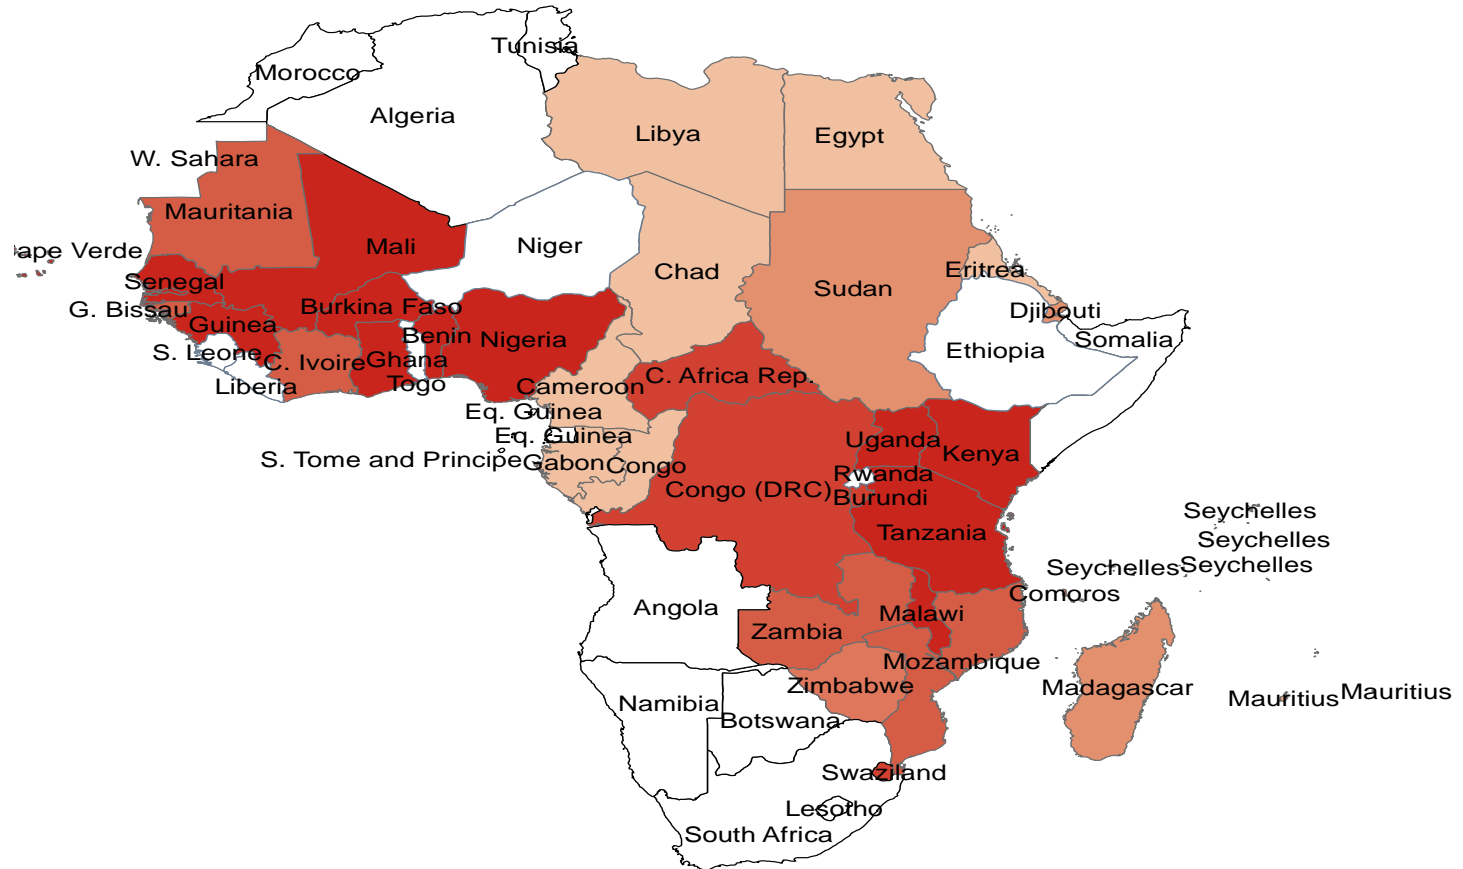 Tunisia
Morocco
Algeria
Libya
Egypt
W. Sahara
Mauritania
Mali
Niger
ape Verde
Chad
Eritrea
Senegal
Sudan
Burkina Faso
G. Bissau
Djibouti
Guinea
Benin
Nigeria
Somalia
S. Leone
C. Ivoire
Ghana
Ethiopia
Liberia
Togo
Cameroon
C. Africa Rep.
Eq. Guinea
Eq. Guinea
Uganda
Kenya
S. Tome and Principe
Gabon
Congo
Rwanda
Congo (DRC)
Burundi
Seychelles
Tanzania
Seychelles
Seychelles
Seychelles
Comoros
Angola
Malawi
Zambia
Mozambique
Zimbabwe
Madagascar
Mauritius
Mauritius
Namibia
Botswana
Swaziland
Lesotho
South Africa